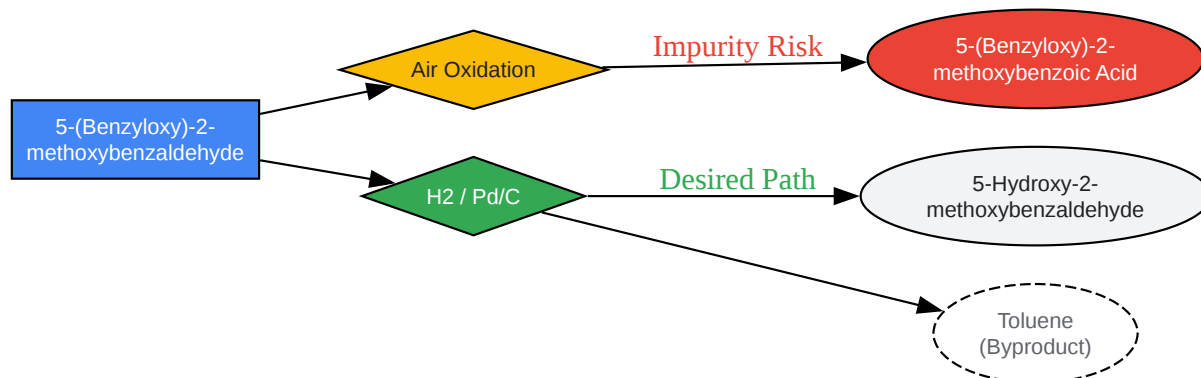 5-(Benzyloxy)-2-
methoxybenzaldehyde
Air Oxidation
Impurity Risk
5-(Benzyloxy)-2-
methoxybenzoic Acid
H2 / Pd/C
Desired Path
5-Hydroxy-2-
methoxybenzaldehyde
Toluene
(Byproduct)